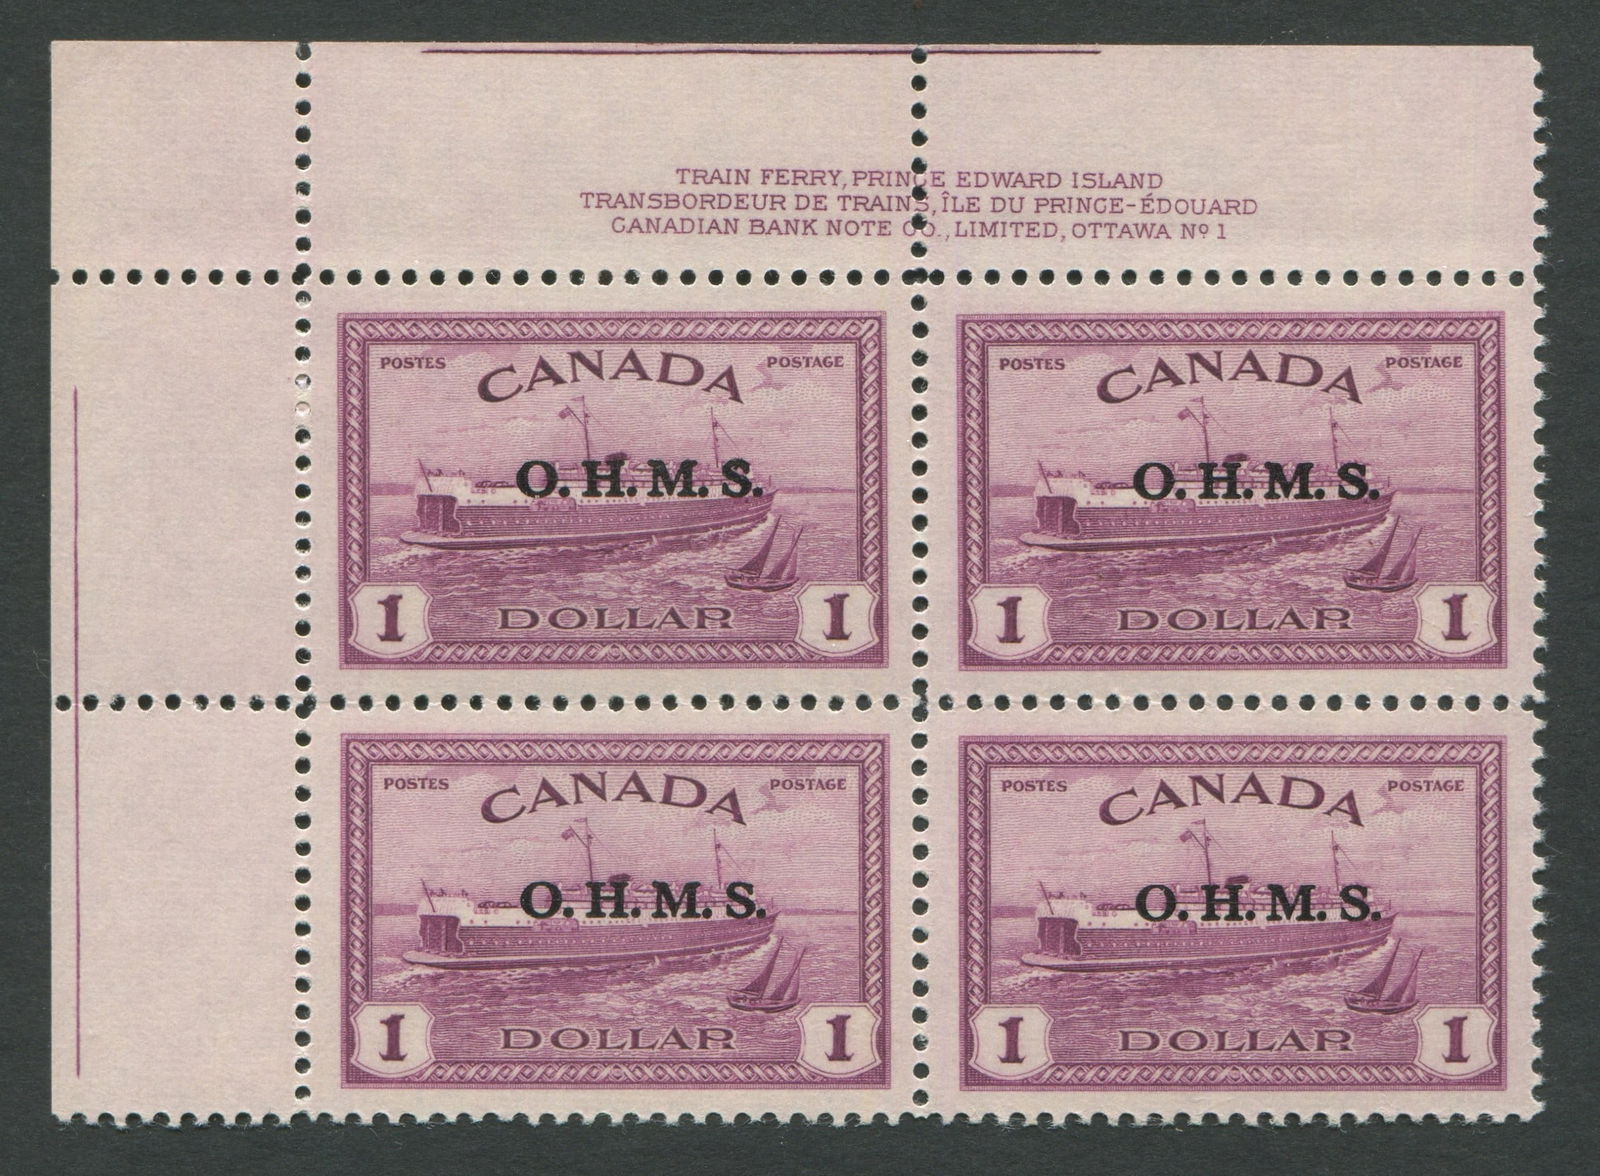 TRAIN FERRY, PRINCE EDWARD ISLAND
TRANSBORDEUR DE TRAINS, ÎLE DU PRINCE-ÉDOUARD
CANADIAN BANK NOTE CO., LIMITED, OTTAWA Nº 1
POSTES CANADA POSTAGE
O.H.M.S.
1 DOLLAR 1
POSTES CANADA POSTAGE
O.H.M.S.
1 DOLLAR 1
POSTES CANADA POSTAGE
O.H.M.S.
1 DOLLAR 1
POSTES CANADA POSTAGE
O.H.M.S.
1 DOLLAR 1